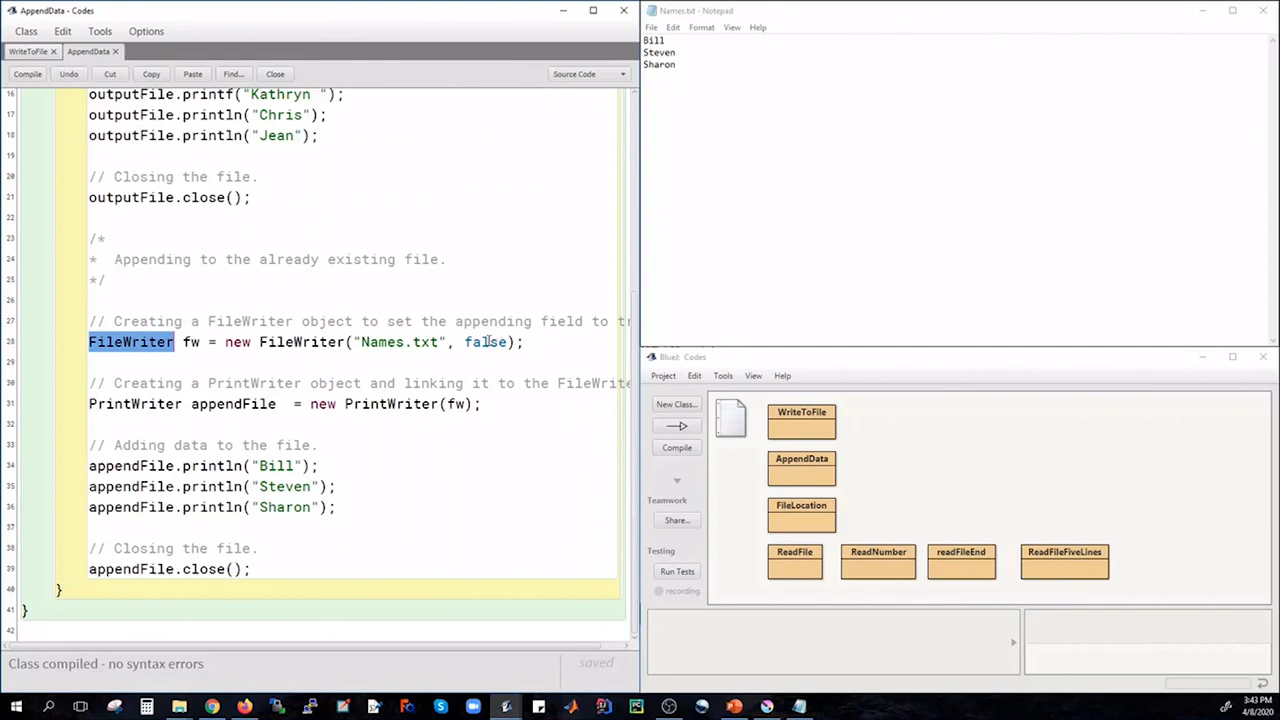 AppendData - Codes
Class Edit Tools Options
WriteToFile × AppendData ×
Compile Undo Cut Copy Paste Find... Close Source Code
16 outputFile.printf("Kathryn ");
17 outputFile.println("Chris");
18 outputFile.println("Jean");
19
20 // Closing the file.
21 outputFile.close();
22
23 /*
24 * Appending to the already existing file.
25 */
26
27 // Creating a FileWriter object to set the appending field to tr
28 FileWriter fw = new FileWriter("Names.txt", false);
29
30 // Creating a PrintWriter object and linking it to the FileWrite
31 PrintWriter appendFile = new PrintWriter(fw);
32
33 // Adding data to the file.
34 appendFile.println("Bill");
35 appendFile.println("Steven");
36 appendFile.println("Sharon");
37
38 // Closing the file.
39 appendFile.close();
40 }
41 }
42
Class compiled - no syntax errors
saved
Names.txt - Notepad
File Edit Format View Help
Bill
Steven
Sharon
BlueJ: Codes
Project Edit Tools View Help
New Class...
Compile
Teamwork
Share...
Testing
Run Tests
recording
WriteToFile
AppendData
FileLocation
ReadFile ReadNumber readFileEnd ReadFileFiveLines
3:43 PM
4/8/2020